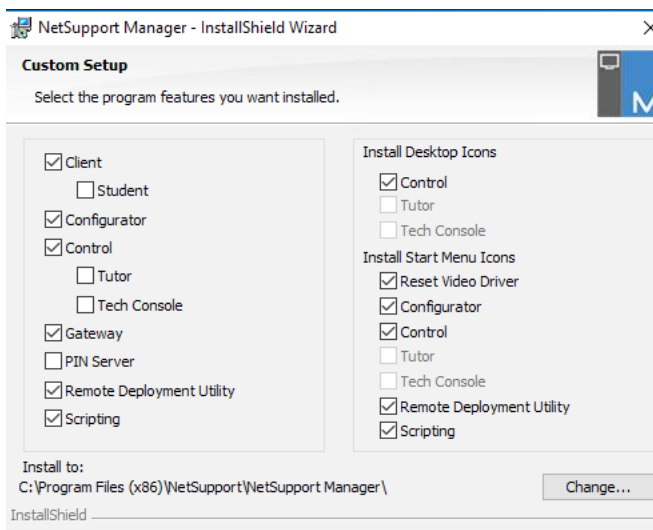 NetSupport Manager - InstallShield Wizard
Custom Setup
Select the program features you want installed.
M
Client
Student
Configurator
Control
Tutor
Tech Console
Gateway
PIN Server
Remote Deployment Utility
Scripting
Install Desktop Icons
Control
Tutor
Tech Console
Install Start Menu Icons
Reset Video Driver
Configurator
Control
Tutor
Tech Console
Remote Deployment Utility
Scripting
Install to:
C:\Program Files (x86)\NetSupport\NetSupport Manager\
Change...
InstallShield